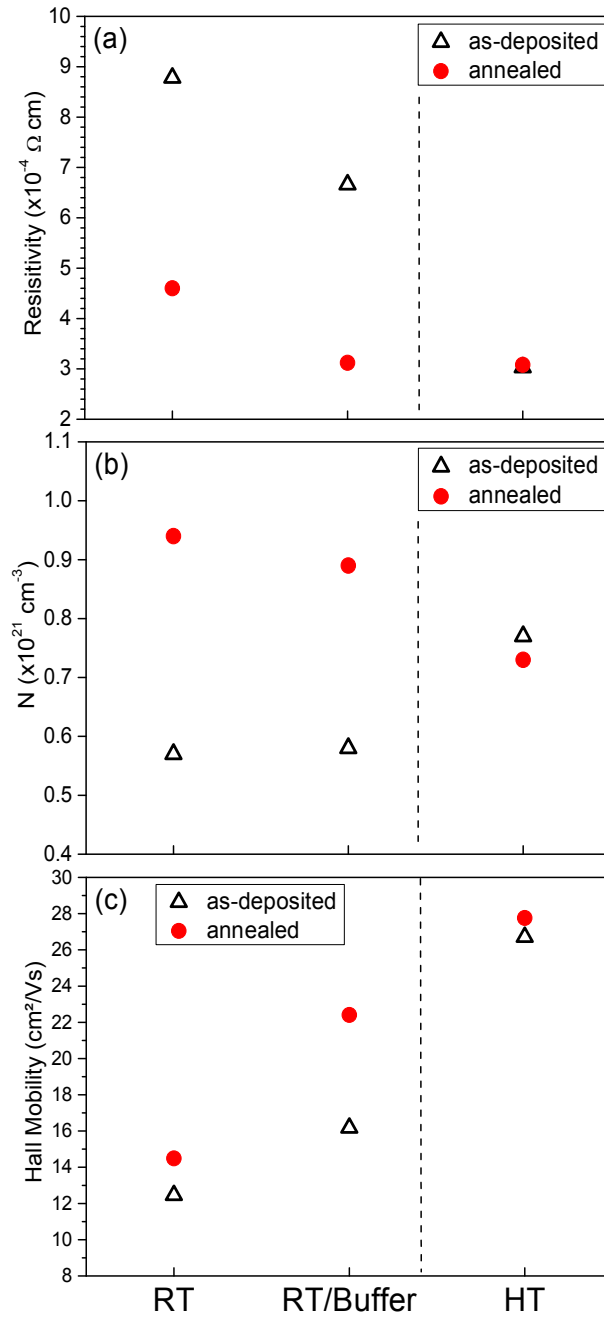 (a)
as-deposited
annealed
10
9
8
7
6
5
4
3
2
Resisitivity (x10⁻⁴ Ω cm)
(b)
as-deposited
annealed
1.1
1.0
0.9
0.8
0.7
0.6
0.5
0.4
N (x10²¹ cm⁻³)
(c)
as-deposited
annealed
30
28
26
24
22
20
18
16
14
12
10
8
Hall Mobility (cm²/Vs)
RT RT/Buffer HT